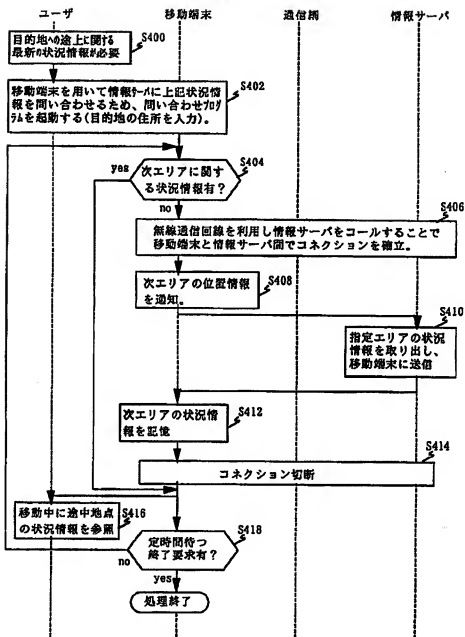 ユーザ
移動端末
通信網
情報サーバ
S400
目的地への途上に関する
最新の状況情報が必要
S402
移動端末を用いて情報サーバに上記状況情
報を問い合わせるため、問い合わせプログ
ラムを起動する(目的地の住所を入力)。
yes
S404
次エリアに関す
る状況情報有?
no
S406
無線通信回線を利用し情報サーバをコールすることで
移動端末と情報サーバ間でコネクションを確立。
S408
次エリアの位置情報
を通知。
S410
指定エリアの状況
情報を取り出し、
移動端末に送信
S412
次エリアの状況情
報を記憶
S414
コネクション切断
S416
移動中に途中地点
の状況情報を参照
S418
定時間待つ
終了要求有?
no
yes
処理終了